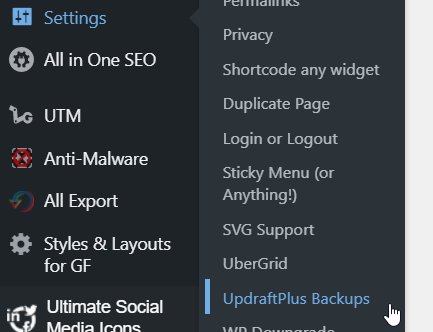 Settings
All in One SEO
UTM
Anti-Malware
All Export
Styles & Layouts
for GF
Ultimate Social
Media Icons
Permalinks
Privacy
Shortcode any widget
Duplicate Page
Login or Logout
Sticky Menu (or
Anything!)
SVG Support
UberGrid
UpdraftPlus Backups
WP Downgrade